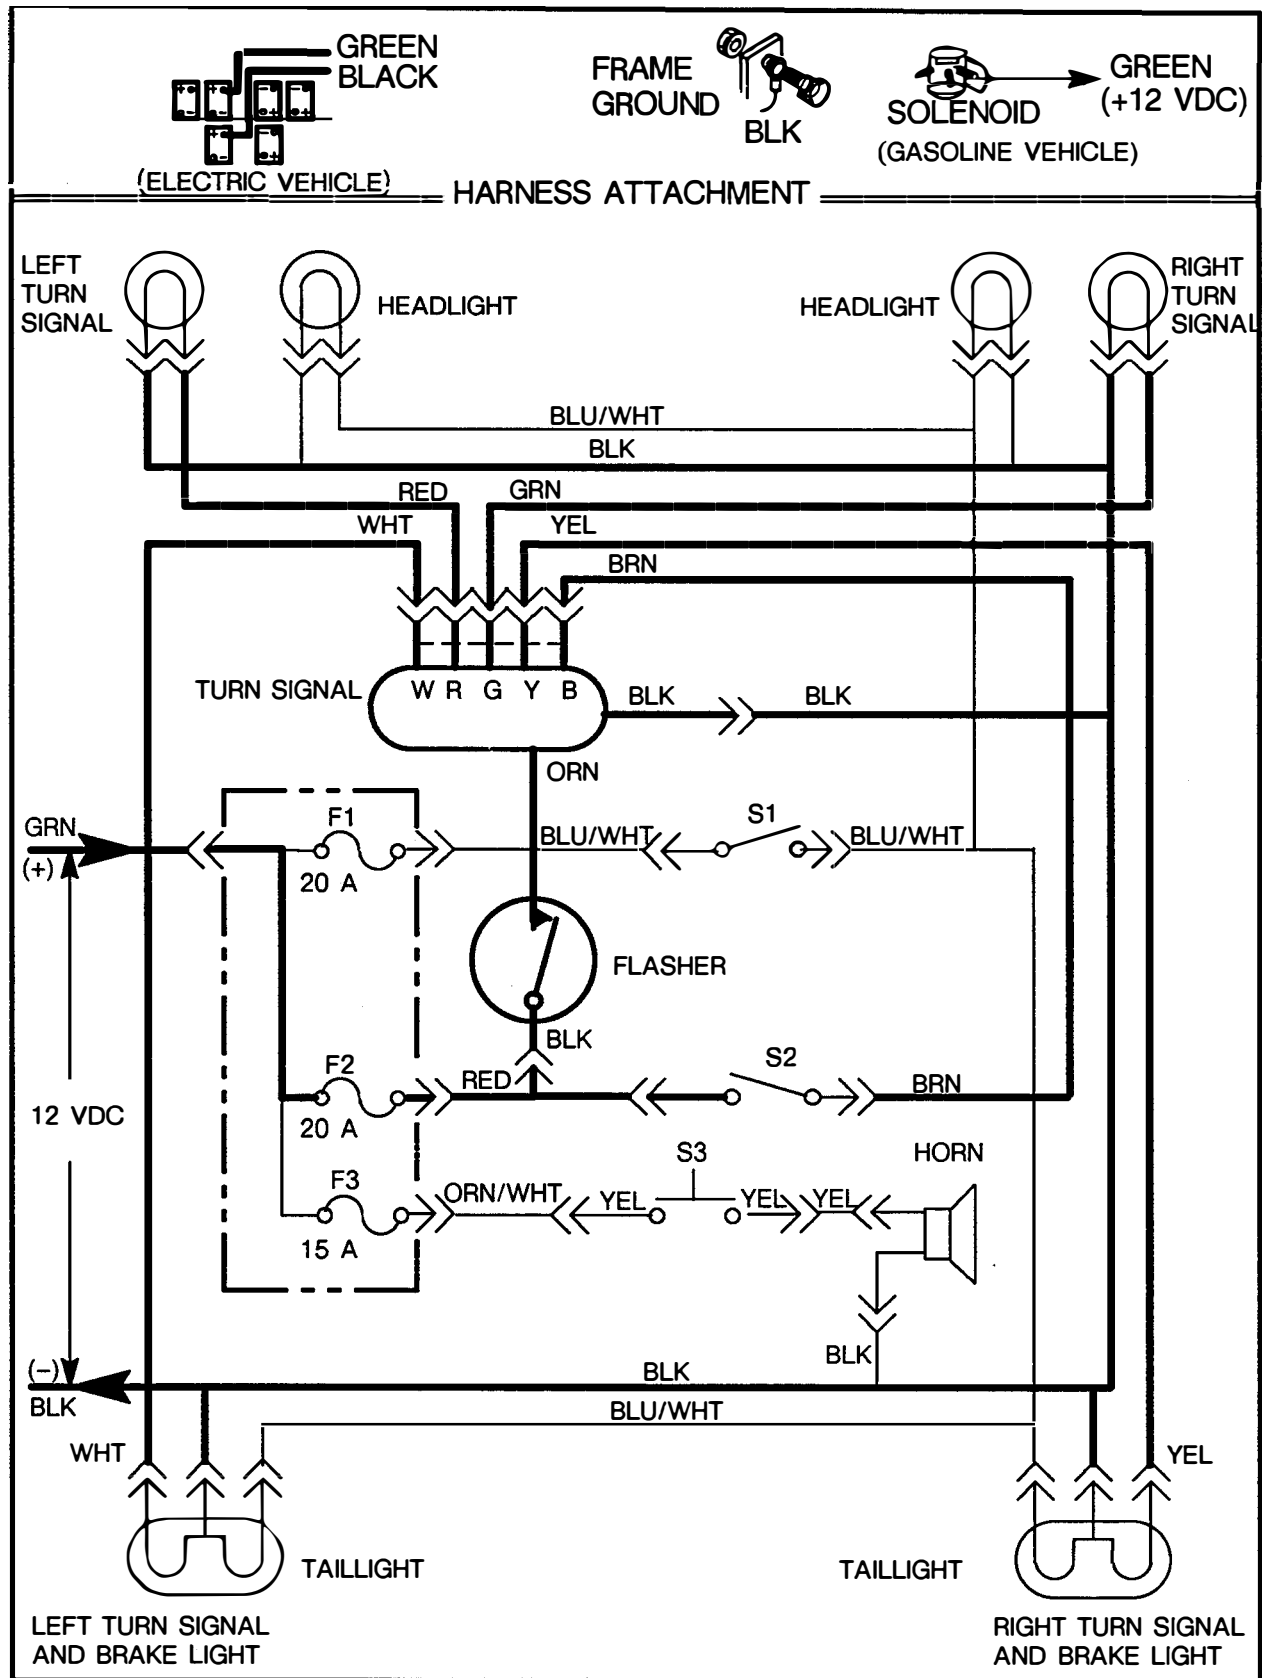 GREEN
BLACK
(ELECTRIC VEHICLE)
FRAME
GROUND
BLK
SOLENOID
(GASOLINE VEHICLE)
GREEN
(+12 VDC)
HARNESS ATTACHMENT
LEFT
TURN
SIGNAL
HEADLIGHT
HEADLIGHT
RIGHT
TURN
SIGNAL
BLU/WHT
BLK
RED
GRN
WHT
YEL
BRN
TURN SIGNAL
W R G Y B
BLK
BLK
ORN
GRN
(+)
F1
20 A
BLU/WHT
S1
BLU/WHT
FLASHER
BLK
F2
20 A
RED
S2
BRN
12 VDC
F3
15 A
ORN/WHT
YEL
S3
YEL
YEL
HORN
BLK
(-)
BLK
BLK
BLU/WHT
WHT
YEL
TAILLIGHT
TAILLIGHT
LEFT TURN SIGNAL
AND BRAKE LIGHT
RIGHT TURN SIGNAL
AND BRAKE LIGHT